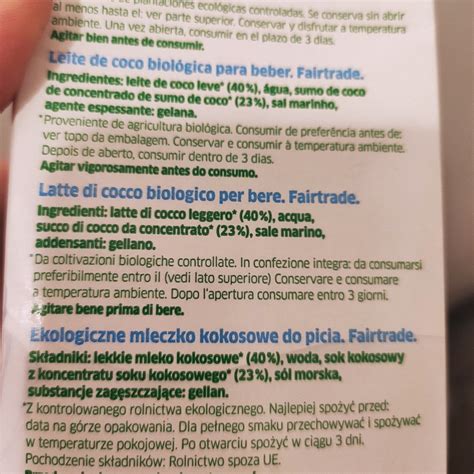 de plantaciones ecológicas controladas. Se conserva sin abrir
al menos hasta el: ver parte superior. Conservar y disfrutar a temperatura
ambiente. Una vez abierta, consumir en el plazo de 3 días.
Agitar bien antes de consumir.
Leite de coco biológica para beber. Fairtrade.
Ingredientes: leite de coco leve* (40%), água, sumo de coco
de concentrado de sumo de coco* (23%), sal marinho,
agente espessante: gelana.
*Proveniente de agricultura biológica. Consumir de preferência antes de:
ver topo da embalagem. Conservar e consumir à temperatura ambiente.
Depois de aberto, consumir dentro de 3 dias.
Agitar vigorosamente antes do consumo.
Latte di cocco biologico per bere. Fairtrade.
Ingredienti: latte di cocco leggero* (40%), acqua,
succo di cocco da concentrato* (23%), sale marino,
addensanti: gellano.
*Da coltivazioni biologiche controllate. In confezione integra: da consumarsi
preferibilmente entro il (vedi lato superiore) Conservare e consumare
a temperatura ambiente. Dopo l'apertura consumare entro 3 giorni.
Agitare bene prima di bere.
Ekologiczne mleczko kokosowe do picia. Fairtrade.
Składniki: lekkie mleko kokosowe* (40%), woda, sok kokosowy
z koncentratu soku kokosowego* (23%), sól morska,
substancje zagęszczające: gellan.
*Z kontrolowanego rolnictwa ekologicznego. Najlepiej spożyć przed:
data na górze opakowania. Dla pełnego smaku przechowywać i spożywać
w temperaturze pokojowej. Po otwarciu spożyć w ciągu 3 dni.
Pochodzenie składników: Rolnictwo spoza UE.